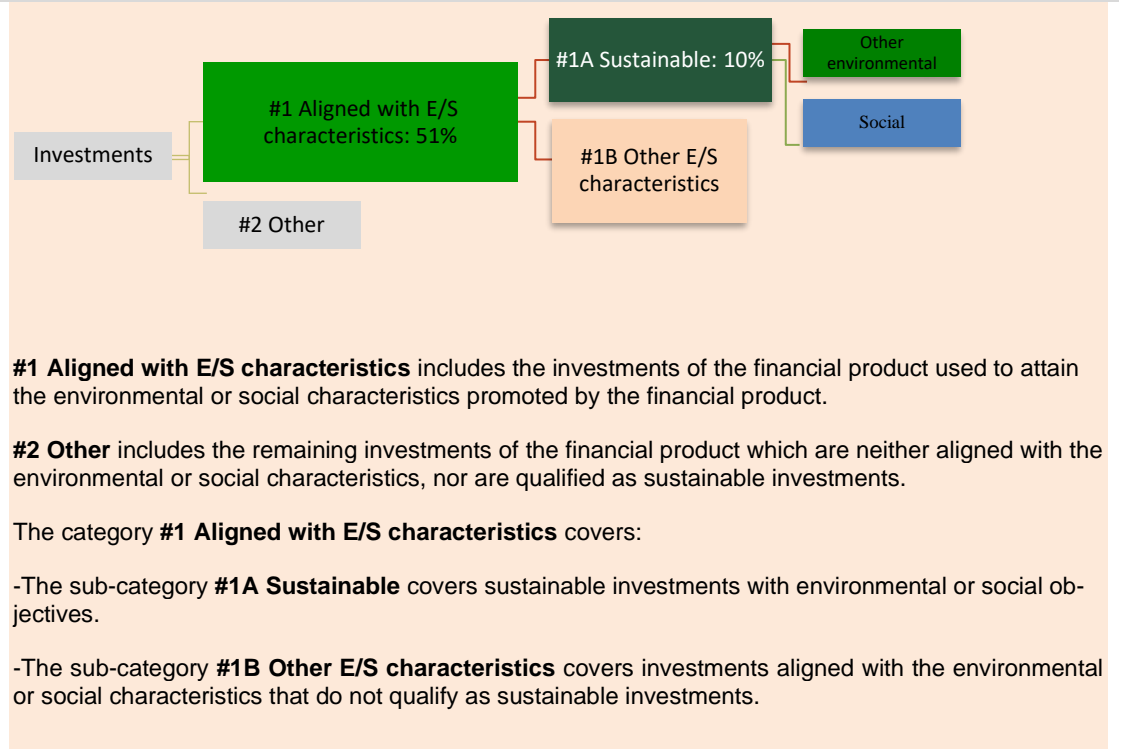 Other
environmental
#1A Sustainable: 10%
#1 Aligned with E/S
characteristics: 51%
Social
Investments
#1B Other E/S
characteristics
#2 Other
#1 Aligned with E/S characteristics includes the investments of the financial product used to attain
the environmental or social characteristics promoted by the financial product.
#2 Other includes the remaining investments of the financial product which are neither aligned with the
environmental or social characteristics, nor are qualified as sustainable investments.
The category #1 Aligned with E/S characteristics covers:
-The sub-category #1A Sustainable covers sustainable investments with environmental or social ob-
jectives.
-The sub-category #1B Other E/S characteristics covers investments aligned with the environmental
or social characteristics that do not qualify as sustainable investments.